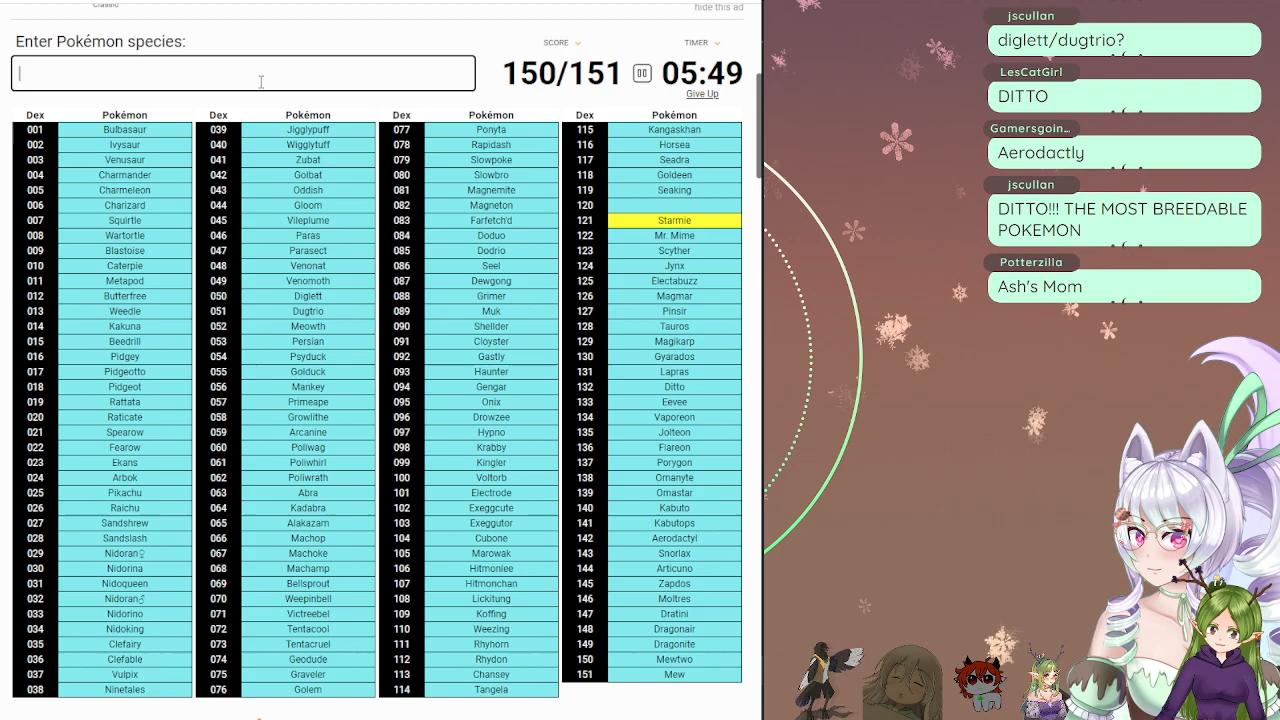 Classic
hide this ad
Enter Pokémon species:
SCORE
TIMER
150/151
05:49
Give Up
Dex Pokémon Dex Pokémon Dex Pokémon Dex Pokémon
001 Bulbasaur 039 Jigglypuff 077 Ponyta 115 Kangaskhan
002 Ivysaur 040 Wigglytuff 078 Rapidash 116 Horsea
003 Venusaur 041 Zubat 079 Slowpoke 117 Seadra
004 Charmander 042 Golbat 080 Slowbro 118 Goldeen
005 Charmeleon 043 Oddish 081 Magnemite 119 Seaking
006 Charizard 044 Gloom 082 Magneton 120
007 Squirtle 045 Vileplume 083 Farfetch'd 121 Starmie
008 Wartortle 046 Paras 084 Doduo 122 Mr. Mime
009 Blastoise 047 Parasect 085 Dodrio 123 Scyther
010 Caterpie 048 Venonat 086 Seel 124 Jynx
011 Metapod 049 Venomoth 087 Dewgong 125 Electabuzz
012 Butterfree 050 Diglett 088 Grimer 126 Magmar
013 Weedle 051 Dugtrio 089 Muk 127 Pinsir
014 Kakuna 052 Meowth 090 Shellder 128 Tauros
015 Beedrill 053 Persian 091 Cloyster 129 Magikarp
016 Pidgey 054 Psyduck 092 Gastly 130 Gyarados
017 Pidgeotto 055 Golduck 093 Haunter 131 Lapras
018 Pidgeot 056 Mankey 094 Gengar 132 Ditto
019 Rattata 057 Primeape 095 Onix 133 Eevee
020 Raticate 058 Growlithe 096 Drowzee 134 Vaporeon
021 Spearow 059 Arcanine 097 Hypno 135 Jolteon
022 Fearow 060 Poliwag 098 Krabby 136 Flareon
023 Ekans 061 Poliwhirl 099 Kingler 137 Porygon
024 Arbok 062 Poliwrath 100 Voltorb 138 Omanyte
025 Pikachu 063 Abra 101 Electrode 139 Omastar
026 Raichu 064 Kadabra 102 Exeggcute 140 Kabuto
027 Sandshrew 065 Alakazam 103 Exeggutor 141 Kabutops
028 Sandslash 066 Machop 104 Cubone 142 Aerodactyl
029 Nidoran♀ 067 Machoke 105 Marowak 143 Snorlax
030 Nidorina 068 Machamp 106 Hitmonlee 144 Articuno
031 Nidoqueen 069 Bellsprout 107 Hitmonchan 145 Zapdos
032 Nidoran♂ 070 Weepinbell 108 Lickitung 146 Moltres
033 Nidorino 071 Victreebel 109 Koffing 147 Dratini
034 Nidoking 072 Tentacool 110 Weezing 148 Dragonair
035 Clefairy 073 Tentacruel 111 Rhyhorn 149 Dragonite
036 Clefable 074 Geodude 112 Rhydon 150 Mewtwo
037 Vulpix 075 Graveler 113 Chansey 151 Mew
038 Ninetales 076 Golem 114 Tangela
jscullan
diglett/dugtrio?
LesCatGirl
DITTO
Gamersgoin...
Aerodactly
jscullan
DITTO!!! THE MOST BREEDABLE
POKEMON
Potterzilla
Ash's Mom